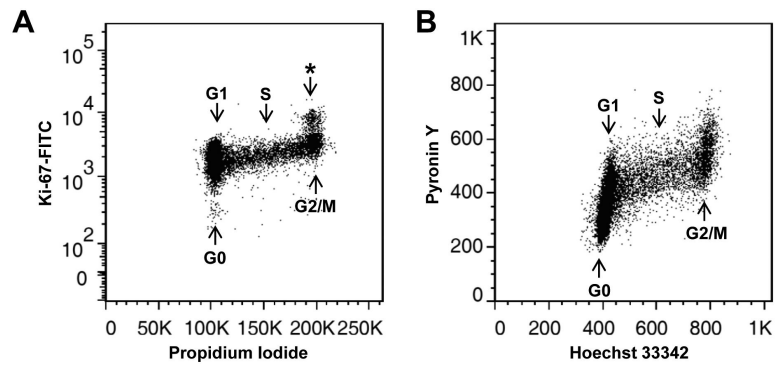 A
B
10^5
10^4
10^3
10^2
0
Ki-67-FITC
G1
S
*
G2/M
G0
0 50K 100K 150K 200K 250K
Propidium Iodide
1K
800
600
400
200
0
Pyronin Y
G1
S
G2/M
G0
0 200 400 600 800 1K
Hoechst 33342